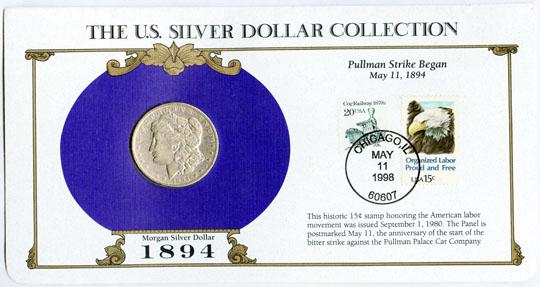 THE U.S. SILVER DOLLAR COLLECTION
Pullman Strike Began
May 11, 1894
Cog Railway 1870s
20 USA
Organized Labor
Proud and Free
USA 15c
CHICAGO, IL
MAY
11
1998
60607
This historic 15¢ stamp honoring the American labor
movement was issued September 1, 1980. The Panel is
postmarked May 11, the anniversary of the start of the
bitter strike against the Pullman Palace Car Company.
Morgan Silver Dollar
1894